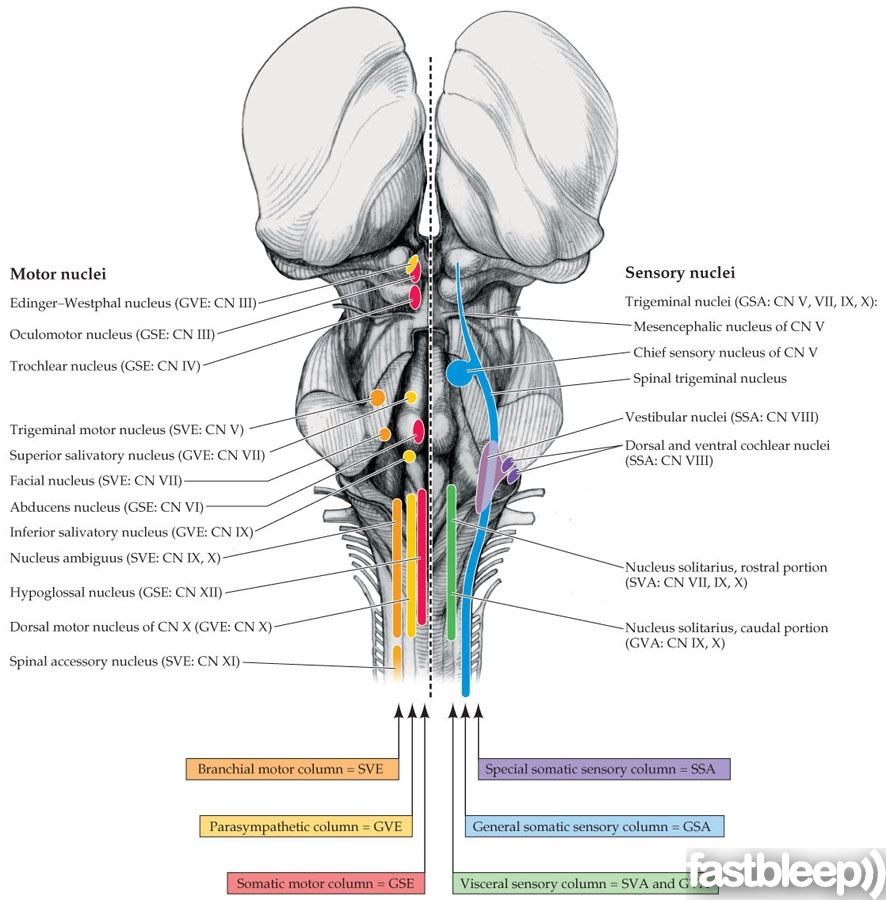 Motor nuclei
Edinger–Westphal nucleus (GVE: CN III)
Oculomotor nucleus (GSE: CN III)
Trochlear nucleus (GSE: CN IV)
Trigeminal motor nucleus (SVE: CN V)
Superior salivatory nucleus (GVE: CN VII)
Facial nucleus (SVE: CN VII)
Abducens nucleus (GSE: CN VI)
Inferior salivatory nucleus (GVE: CN IX)
Nucleus ambiguus (SVE: CN IX, X)
Hypoglossal nucleus (GSE: CN XII)
Dorsal motor nucleus of CN X (GVE: CN X)
Spinal accessory nucleus (SVE: CN XI)
Sensory nuclei
Trigeminal nuclei (GSA: CN V, VII, IX, X):
Mesencephalic nucleus of CN V
Chief sensory nucleus of CN V
Spinal trigeminal nucleus
Vestibular nuclei (SSA: CN VIII)
Dorsal and ventral cochlear nuclei
(SSA: CN VIII)
Nucleus solitarius, rostral portion
(SVA: CN VII, IX, X)
Nucleus solitarius, caudal portion
(GVA: CN IX, X)
Branchial motor column = SVE
Special somatic sensory column = SSA
Parasympathetic column = GVE
General somatic sensory column = GSA
Somatic motor column = GSE
Visceral sensory column = SVA and
fastbleep